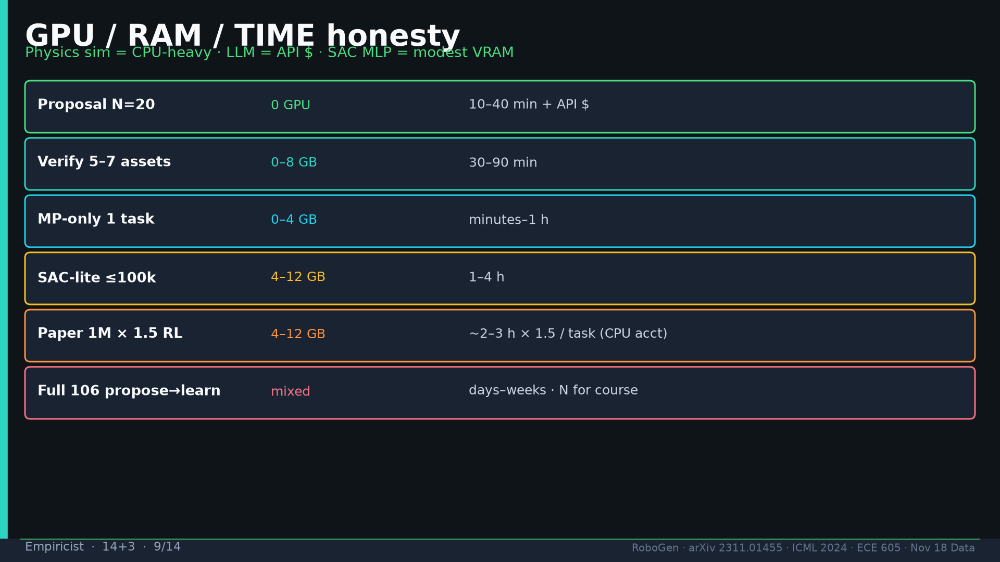 GPU / RAM / TIME honesty
Physics sim = CPU-heavy · LLM = API $ · SAC MLP = modest VRAM
Proposal N=20 0 GPU 10–40 min + API $
Verify 5–7 assets 0–8 GB 30–90 min
MP-only 1 task 0–4 GB minutes–1 h
SAC-lite ≤100k 4–12 GB 1–4 h
Paper 1M × 1.5 RL 4–12 GB ~2–3 h × 1.5 / task (CPU acct)
Full 106 propose→learn mixed days–weeks · N for course
Empiricist · 14+3 · 9/14 RoboGen · arXiv 2311.01455 · ICML 2024 · ECE 605 · Nov 18 Data